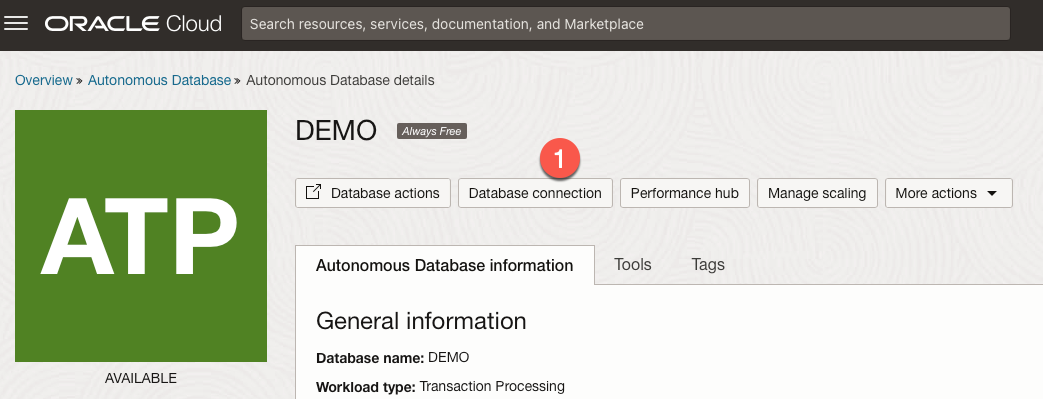 ORACLE Cloud
Search resources, services, documentation, and Marketplace
Overview » Autonomous Database » Autonomous Database details
ATP
AVAILABLE
DEMO Always Free
1
Database actions Database connection Performance hub Manage scaling More actions
Autonomous Database information Tools Tags
General information
Database name: DEMO
Workload type: Transaction Processing